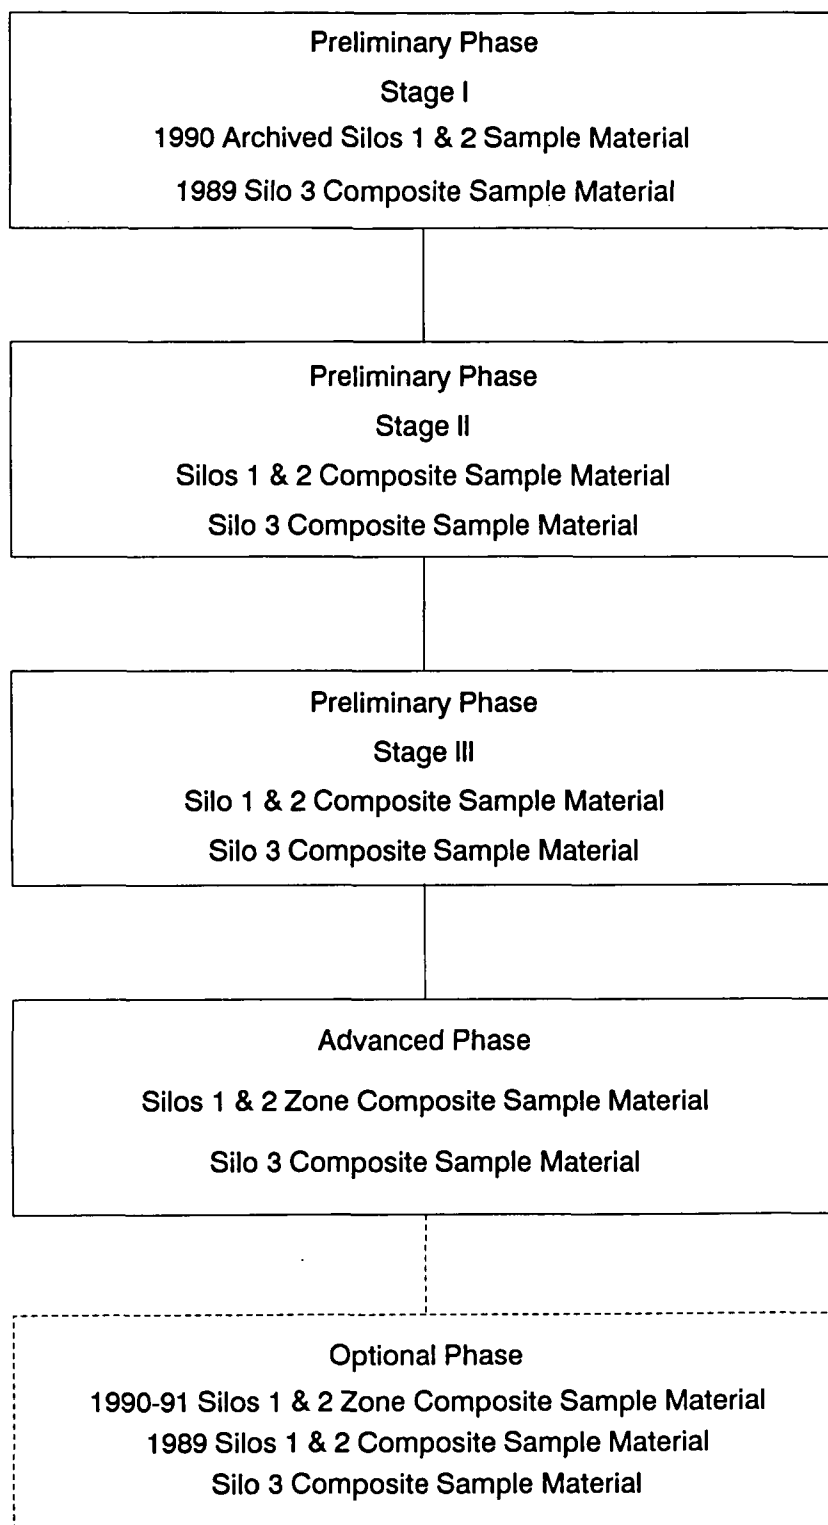 Preliminary Phase
Stage I
1990 Archived Silos 1 & 2 Sample Material
1989 Silo 3 Composite Sample Material
Preliminary Phase
Stage II
Silos 1 & 2 Composite Sample Material
Silo 3 Composite Sample Material
Preliminary Phase
Stage III
Silo 1 & 2 Composite Sample Material
Silo 3 Composite Sample Material
Advanced Phase
Silos 1 & 2 Zone Composite Sample Material
Silo 3 Composite Sample Material
Optional Phase
1990-91 Silos 1 & 2 Zone Composite Sample Material
1989 Silos 1 & 2 Composite Sample Material
Silo 3 Composite Sample Material